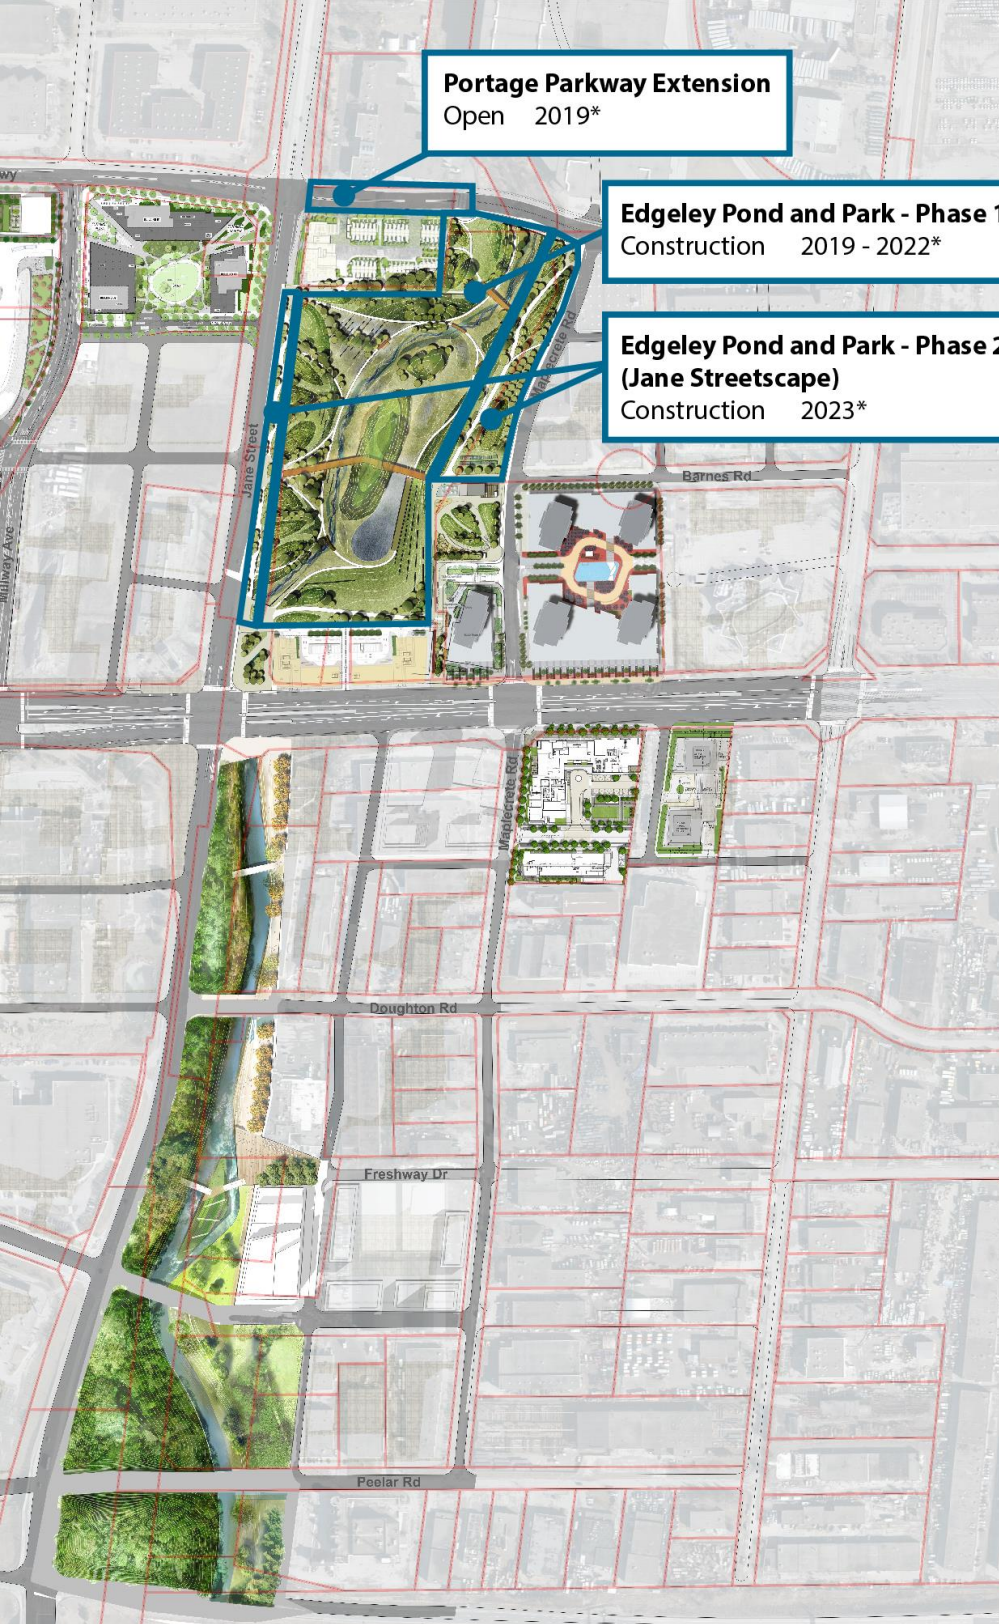 Portage Parkway Extension
Open 2019*
wy
Edgeley Pond and Park - Phase 1
Construction 2019 - 2022*
Edgeley Pond and Park - Phase 2
(Jane Streetscape)
Construction 2023*
Maplecrete Rd
Jane Street
Barnes Rd
Millway Ave
Maplecrete Rd
Doughton Rd
Freshway Dr
Peelar Rd